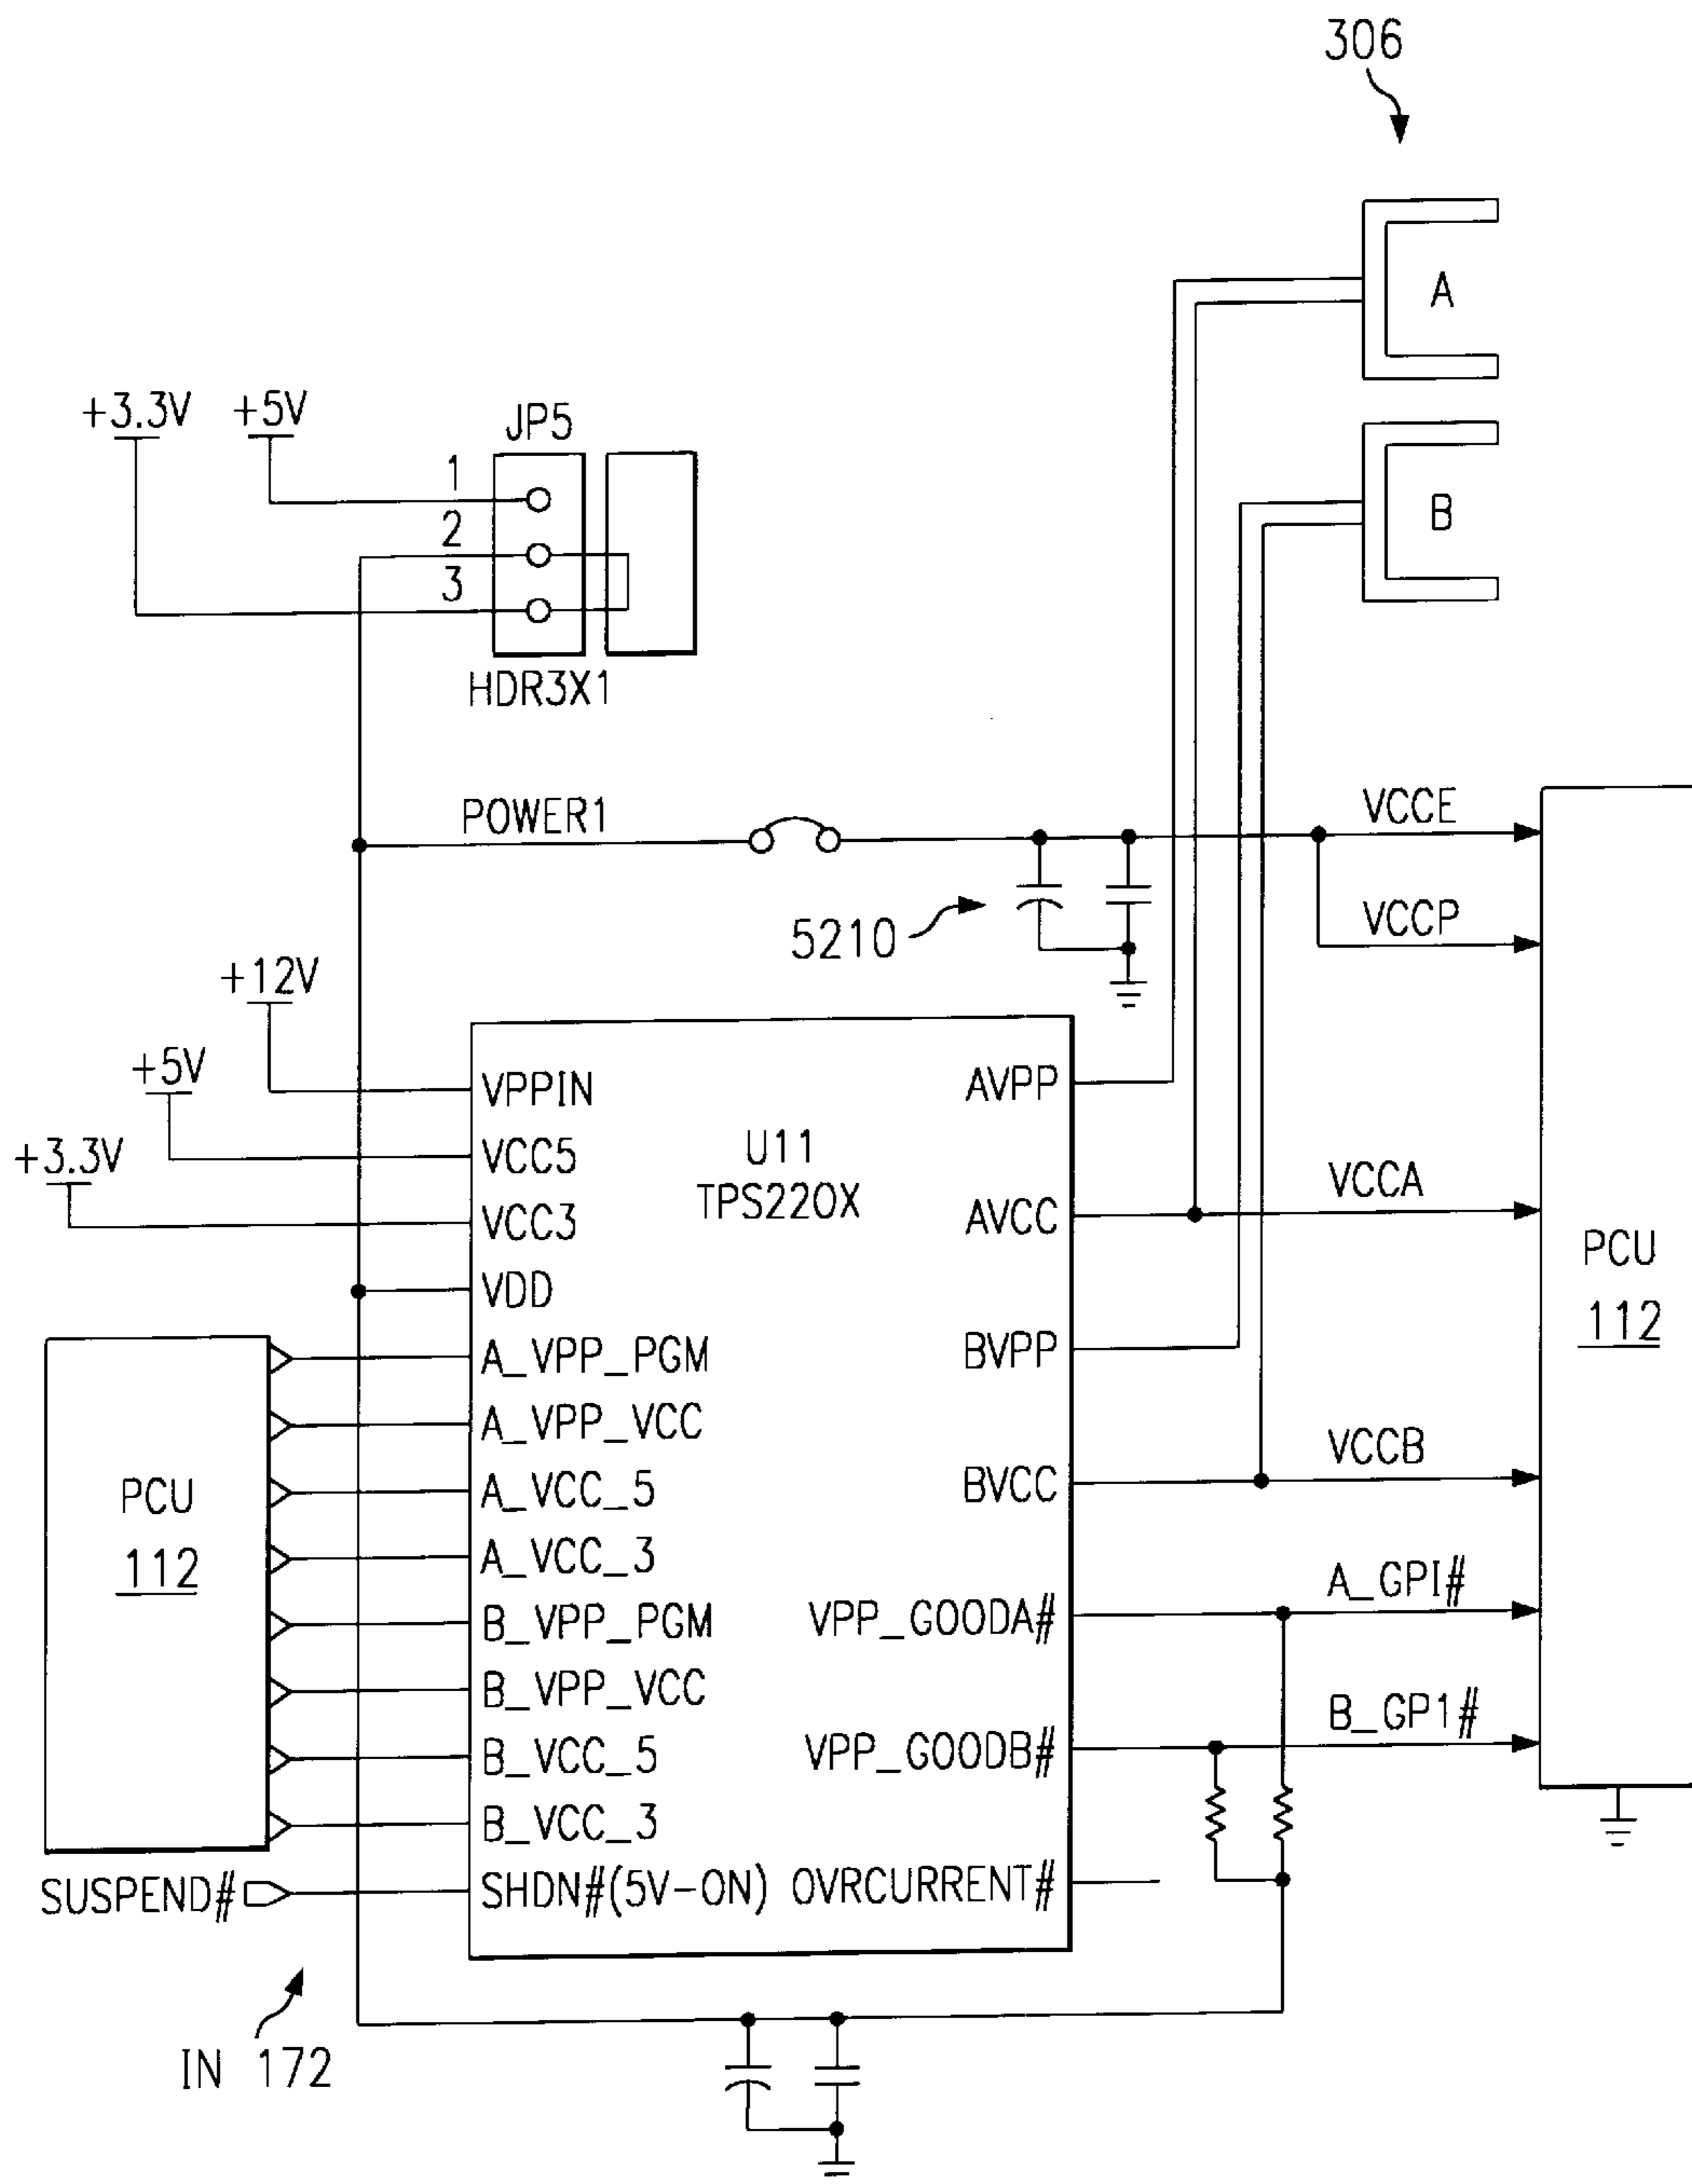 306
A
+3.3V
+5V
JP5
1
2
3
B
HDR3X1
POWER1
VCCE
5210
VCCP
+12V
+5V
+3.3V
VPPIN
VCC5
VCC3
VDD
A_VPP_PGM
A_VPP_VCC
A_VCC_5
A_VCC_3
B_VPP_PGM
B_VPP_VCC
B_VCC_5
B_VCC_3
SHDN#(5V-ON)
U11
TPS220X
AVPP
AVCC
BVPP
BVCC
VPP_GOODA#
VPP_GOODB#
OVRCURRENT#
VCCA
VCCB
A_GPI#
B_GP1#
PCU
112
PCU
112
SUSPEND#
IN 172